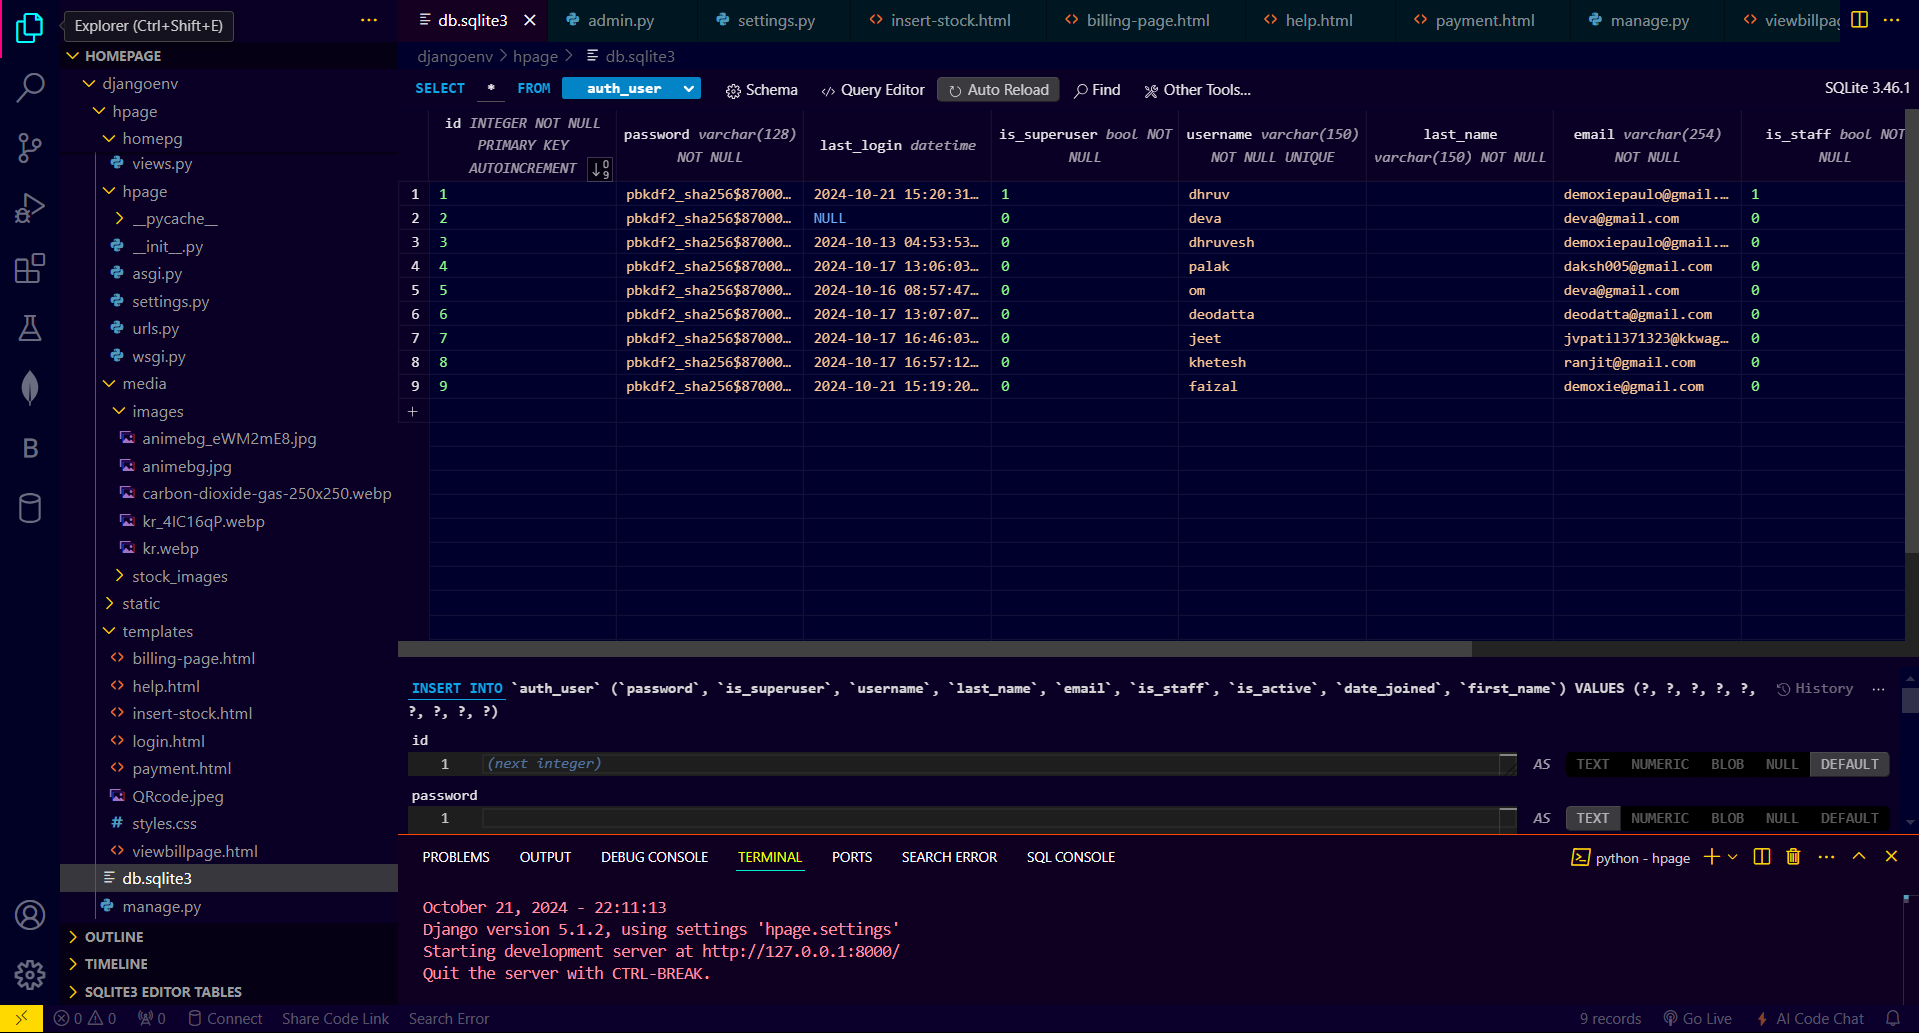 Explorer (Ctrl+Shift+E)
HOMEPAGE
djangoenv
hpage
homepg
views.py
hpage
__pycache__
__init__.py
asgi.py
settings.py
urls.py
wsgi.py
media
images
animebg_eWM2mE8.jpg
animebg.jpg
carbon-dioxide-gas-250x250.webp
kr_4IC16qP.webp
kr.webp
stock_images
static
templates
billing-page.html
help.html
insert-stock.html
login.html
payment.html
QRcode.jpeg
styles.css
viewbillpage.html
db.sqlite3
manage.py
OUTLINE
TIMELINE
SQLITE3 EDITOR TABLES
db.sqlite3 admin.py settings.py insert-stock.html billing-page.html help.html payment.html manage.py viewbillpag
djangoenv > hpage > db.sqlite3
SELECT * FROM auth_user Schema Query Editor Auto Reload Find Other Tools... SQLite 3.46.1
id INTEGER NOT NULL PRIMARY KEY AUTOINCREMENT
password varchar(128) NOT NULL
last_login datetime
is_superuser bool NOT NULL
username varchar(150) NOT NULL UNIQUE
last_name varchar(150) NOT NULL
email varchar(254) NOT NULL
is_staff bool NOT NULL
1 1 pbkdf2_sha256$87000… 2024-10-21 15:20:31… 1 dhruv demoxiepaulo@gmail.… 1
2 2 pbkdf2_sha256$87000… NULL 0 deva deva@gmail.com 0
3 3 pbkdf2_sha256$87000… 2024-10-13 04:53:53… 0 dhruvesh demoxiepaulo@gmail.… 0
4 4 pbkdf2_sha256$87000… 2024-10-17 13:06:03… 0 palak daksh005@gmail.com 0
5 5 pbkdf2_sha256$87000… 2024-10-16 08:57:47… 0 om deva@gmail.com 0
6 6 pbkdf2_sha256$87000… 2024-10-17 13:07:07… 0 deodatta deodatta@gmail.com 0
7 7 pbkdf2_sha256$87000… 2024-10-17 16:46:03… 0 jeet jvpatil371323@kkwag… 0
8 8 pbkdf2_sha256$87000… 2024-10-17 16:57:12… 0 khetesh ranjit@gmail.com 0
9 9 pbkdf2_sha256$87000… 2024-10-21 15:19:20… 0 faizal demoxie@gmail.com 0
+
INSERT INTO `auth_user` (`password`, `is_superuser`, `username`, `last_name`, `email`, `is_staff`, `is_active`, `date_joined`, `first_name`) VALUES (?, ?, ?, ?, ?, History ...
?, ?, ?, ?)
id
1 (next integer) AS TEXT NUMERIC BLOB NULL DEFAULT
password
1 AS TEXT NUMERIC BLOB NULL DEFAULT
PROBLEMS OUTPUT DEBUG CONSOLE TERMINAL PORTS SEARCH ERROR SQL CONSOLE python - hpage
October 21, 2024 - 22:11:13
Django version 5.1.2, using settings 'hpage.settings'
Starting development server at http://127.0.0.1:8000/
Quit the server with CTRL-BREAK.
0 0 0 Connect Share Code Link Search Error 9 records Go Live AI Code Chat